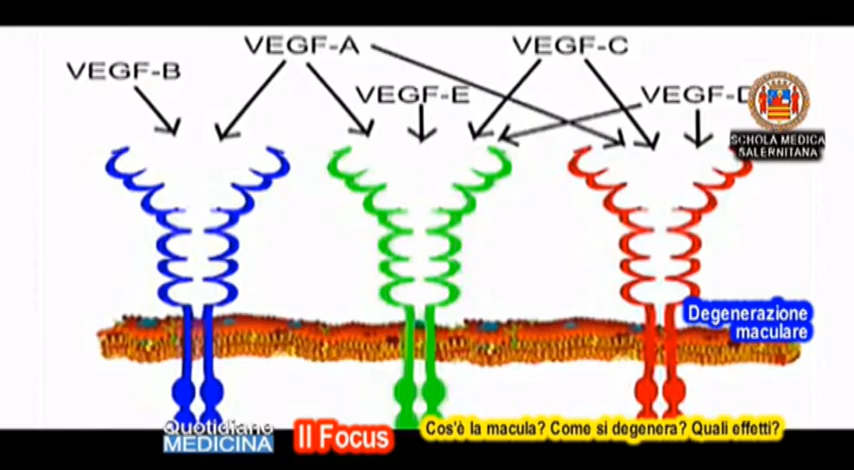 VEGF-A
VEGF-C
VEGF-B
VEGF-E
VEGF-D
SCHOLA MEDICA
SALERNITANA
Degenerazione
maculare
Quotidiano
MEDICINA
Il Focus
Cos'è la macula? Come si degenera? Quali effetti?